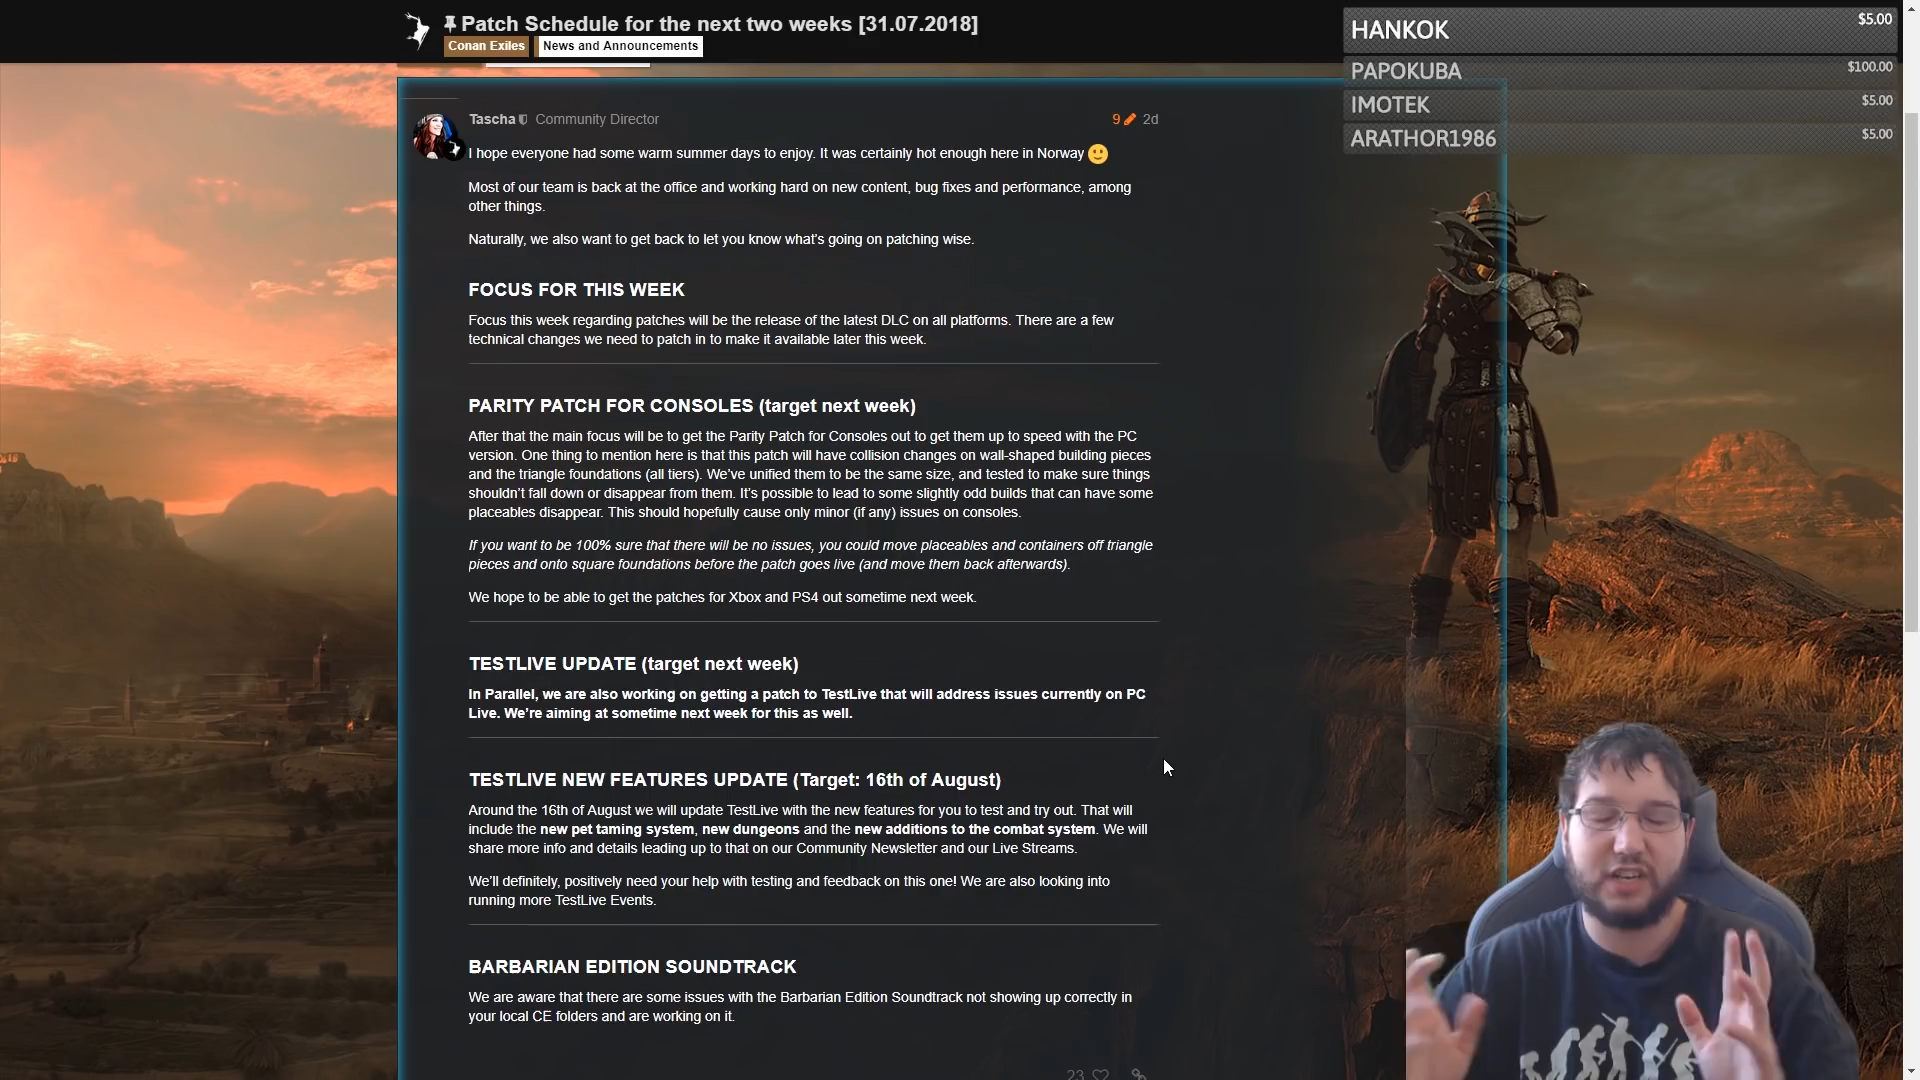 Patch Schedule for the next two weeks [31.07.2018]
Conan Exiles News and Announcements
HANKOK $5.00
PAPOKUBA $100.00
IMOTEK $5.00
ARATHOR1986 $5.00
Tascha Community Director 9 2d
I hope everyone had some warm summer days to enjoy. It was certainly hot enough here in Norway 🙂
Most of our team is back at the office and working hard on new content, bug fixes and performance, among
other things.
Naturally, we also want to get back to let you know what's going on patching wise.
FOCUS FOR THIS WEEK
Focus this week regarding patches will be the release of the latest DLC on all platforms. There are a few
technical changes we need to patch in to make it available later this week.
PARITY PATCH FOR CONSOLES (target next week)
After that the main focus will be to get the Parity Patch for Consoles out to get them up to speed with the PC
version. One thing to mention here is that this patch will have collision changes on wall-shaped building pieces
and the triangle foundations (all tiers). We've unified them to be the same size, and tested to make sure things
shouldn't fall down or disappear from them. It's possible to lead to some slightly odd builds that can have some
placeables disappear. This should hopefully cause only minor (if any) issues on consoles.
If you want to be 100% sure that there will be no issues, you could move placeables and containers off triangle
pieces and onto square foundations before the patch goes live (and move them back afterwards).
We hope to be able to get the patches for Xbox and PS4 out sometime next week.
TESTLIVE UPDATE (target next week)
In Parallel, we are also working on getting a patch to TestLive that will address issues currently on PC
Live. We're aiming at sometime next week for this as well.
TESTLIVE NEW FEATURES UPDATE (Target: 16th of August)
Around the 16th of August we will update TestLive with the new features for you to test and try out. That will
include the new pet taming system, new dungeons and the new additions to the combat system. We will
share more info and details leading up to that on our Community Newsletter and our Live Streams.
We'll definitely, positively need your help with testing and feedback on this one! We are also looking into
running more TestLive Events.
BARBARIAN EDITION SOUNDTRACK
We are aware that there are some issues with the Barbarian Edition Soundtrack not showing up correctly in
your local CE folders and are working on it.
23